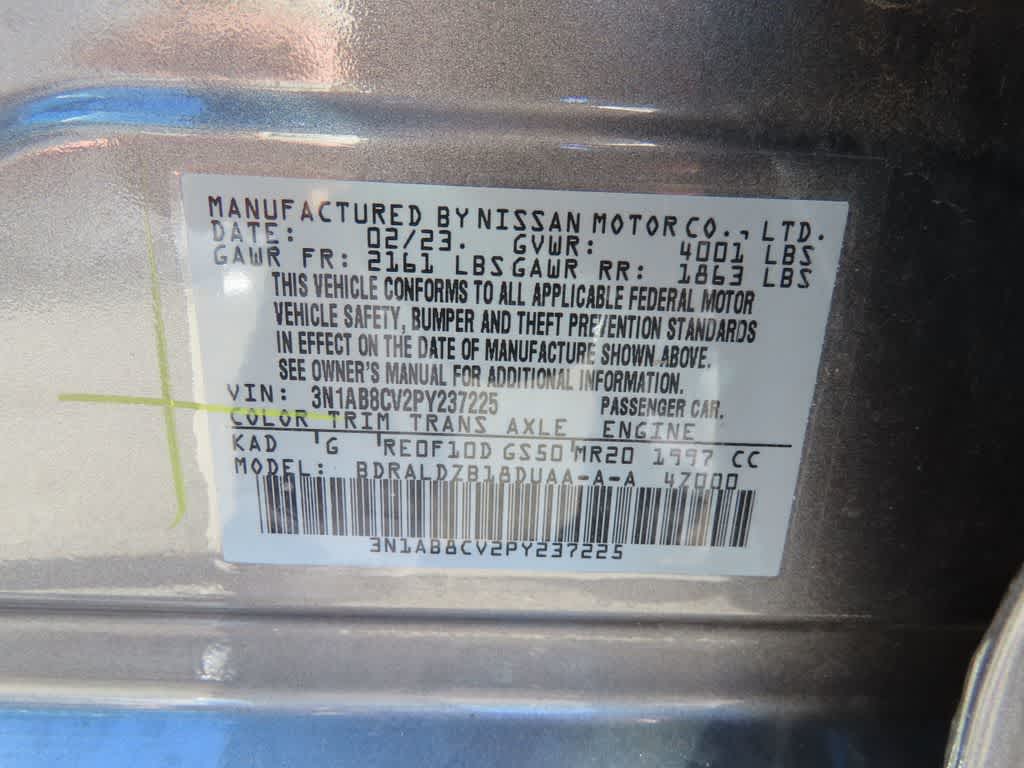 MANUFACTURED BY NISSAN MOTOR CO., LTD.
DATE: 02/23. GVWR: 4001 LBS
GAWR FR: 2161 LBS GAWR RR: 1863 LBS
THIS VEHICLE CONFORMS TO ALL APPLICABLE FEDERAL MOTOR
VEHICLE SAFETY, BUMPER AND THEFT PREVENTION STANDARDS
IN EFFECT ON THE DATE OF MANUFACTURE SHOWN ABOVE.
SEE OWNER'S MANUAL FOR ADDITIONAL INFORMATION.
VIN: 3N1AB8CV2PY237225 PASSENGER CAR.
COLOR TRIM TRANS AXLE ENGINE
KAD 'G 'RE0F10D GS50 MR20 1997 CC
MODEL: BDRALDZB18DUAA-A-A 47000
3N1AB8CV2PY237225